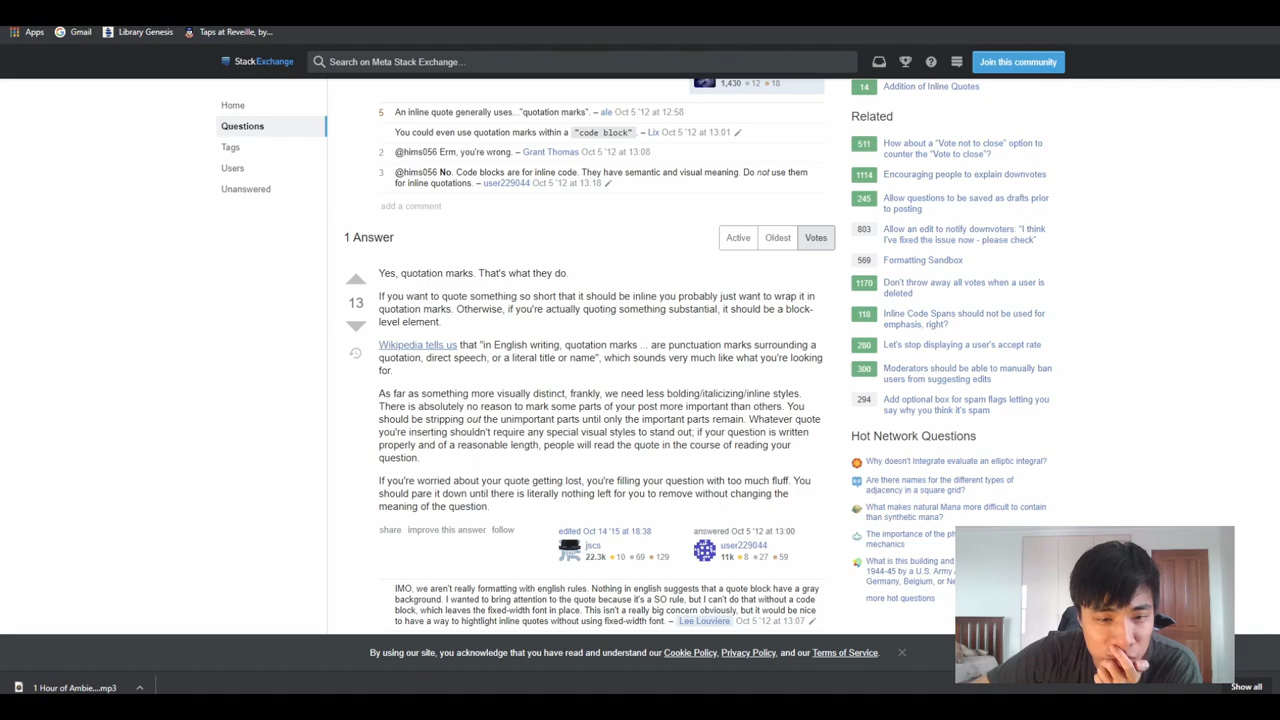 Apps Gmail Library Genesis Taps at Reveille, by...
StackExchange Search on Meta Stack Exchange... Join this community
Home
Questions
Tags
Users
Unanswered
1,430 12 18
5 An inline quote generally uses..."quotation marks". – ale Oct 5 '12 at 12:58
You could even use quotation marks within a "code block". – Lix Oct 5 '12 at 13:01
2 @hims056 Erm, you're wrong. – Grant Thomas Oct 5 '12 at 13:08
3 @hims056 No. Code blocks are for inline code. They have semantic and visual meaning. Do not use them
for inline quotations. – user229044 Oct 5 '12 at 13:18
add a comment
1 Answer
Active Oldest Votes
13
Yes, quotation marks. That's what they do.
If you want to quote something so short that it should be inline you probably just want to wrap it in
quotation marks. Otherwise, if you're actually quoting something substantial, it should be a block-
level element.
Wikipedia tells us that "in English writing, quotation marks ... are punctuation marks surrounding a
quotation, direct speech, or a literal title or name", which sounds very much like what you're looking
for.
As far as something more visually distinct, frankly, we need less bolding/italicizing/inline styles.
There is absolutely no reason to mark some parts of your post more important than others. You
should be stripping out the unimportant parts until only the important parts remain. Whatever quote
you're inserting shouldn't require any special visual styles to stand out; if your question is written
properly and of a reasonable length, people will read the quote in the course of reading your
question.
If you're worried about your quote getting lost, you're filling your question with too much fluff. You
should pare it down until there is literally nothing left for you to remove without changing the
meaning of the question.
share improve this answer follow
edited Oct 14 '15 at 18:38
jscs
22.3k 10 69 129
answered Oct 5 '12 at 13:00
user229044
11k 8 27 59
IMO, we aren't really formatting with english rules. Nothing in english suggests that a quote block have a gray
background. I wanted to bring attention to the quote because it's a SO rule, but I can't do that without a code
block, which leaves the fixed-width font in place. This isn't a really big concern obviously, but it would be nice
to have a way to hightlight inline quotes without using fixed-width font. – Lee Louviere Oct 5 '12 at 13:07
14 Addition of Inline Quotes
Related
511 How about a "Vote not to close" option to
counter the "Vote to close"?
1114 Encouraging people to explain downvotes
245 Allow questions to be saved as drafts prior
to posting
803 Allow an edit to notify downvoters: "I think
I've fixed the issue now - please check"
569 Formatting Sandbox
1170 Don't throw away all votes when a user is
deleted
118 Inline Code Spans should not be used for
emphasis, right?
280 Let's stop displaying a user's accept rate
300 Moderators should be able to manually ban
users from suggesting edits
294 Add optional box for spam flags letting you
say why you think it's spam
Hot Network Questions
Why doesn't Integrate evaluate an elliptic integral?
Are there names for the different types of
adjacency in a square grid?
What makes natural Mana more difficult to contain
than synthetic mana?
The importance of the
mechanics
What is this building and
1944-45 by a U.S. Army
Germany, Belgium, or
more hot questions
By using our site, you acknowledge that you have read and understand our Cookie Policy, Privacy Policy, and our Terms of Service.
1 Hour of Ambie....mp3
Show all